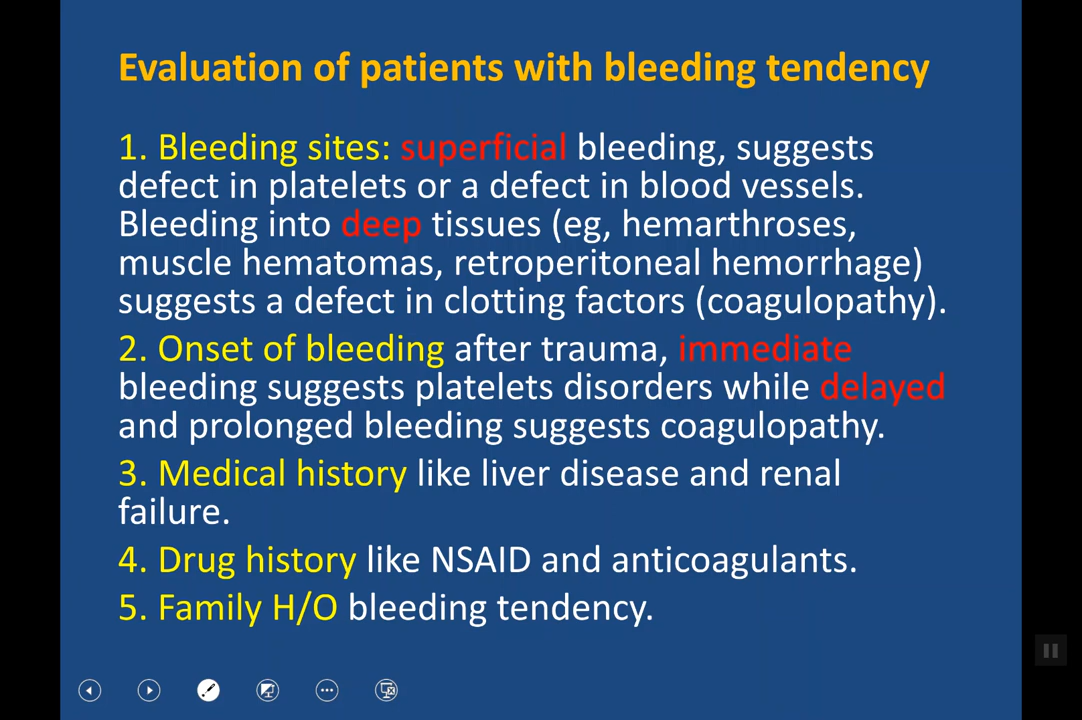 Evaluation of patients with bleeding tendency
1. Bleeding sites: superficial bleeding, suggests
defect in platelets or a defect in blood vessels.
Bleeding into deep tissues (eg, hemarthroses,
muscle hematomas, retroperitoneal hemorrhage)
suggests a defect in clotting factors (coagulopathy).
2. Onset of bleeding after trauma, immediate
bleeding suggests platelets disorders while delayed
and prolonged bleeding suggests coagulopathy.
3. Medical history like liver disease and renal
failure.
4. Drug history like NSAID and anticoagulants.
5. Family H/O bleeding tendency.